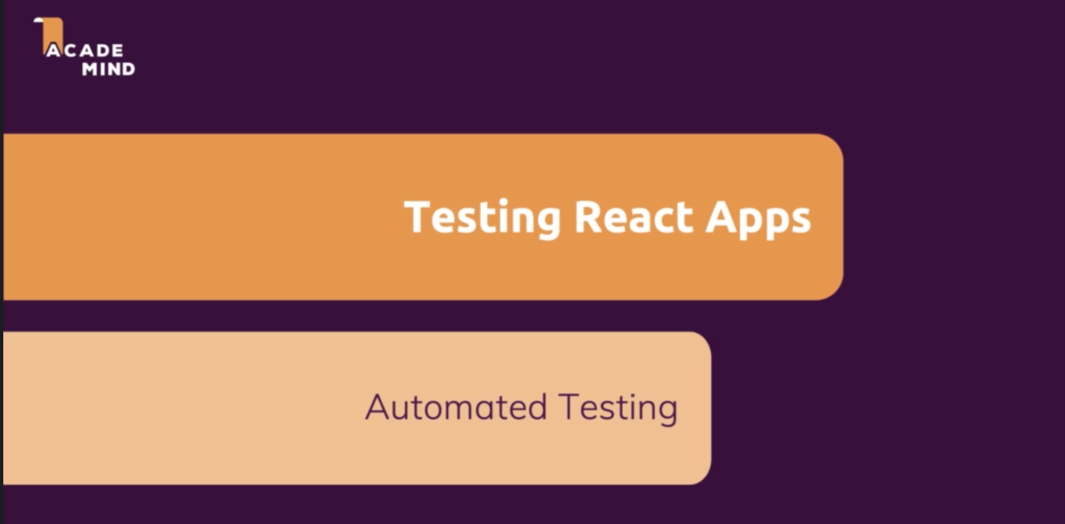 ACADE
MIND
Testing React Apps
Automated Testing